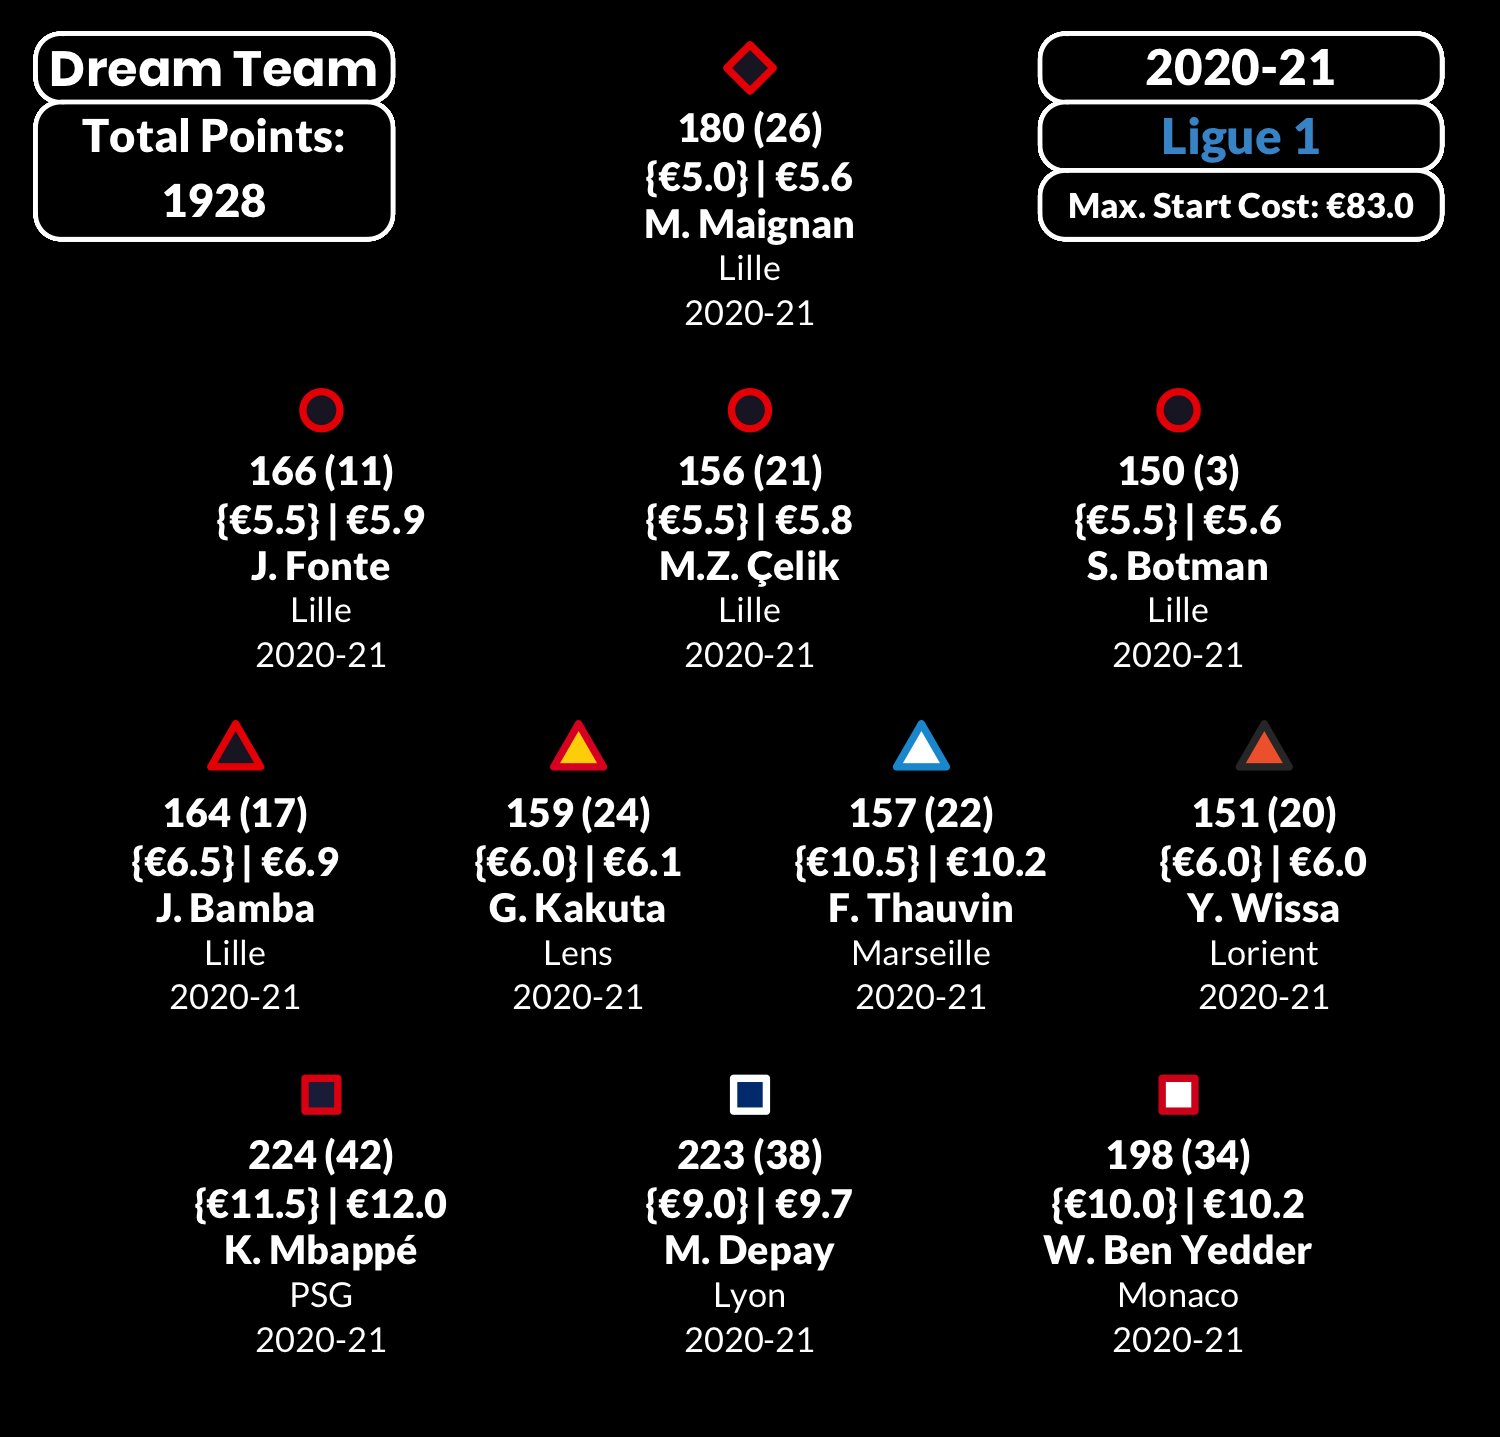 Dream Team
Total Points:
1928
2020-21
Ligue 1
Max. Start Cost: €83.0
180 (26)
{€5.0} | €5.6
M. Maignan
Lille
2020-21
166 (11)
{€5.5} | €5.9
J. Fonte
Lille
2020-21
156 (21)
{€5.5} | €5.8
M.Z. Çelik
Lille
2020-21
150 (3)
{€5.5} | €5.6
S. Botman
Lille
2020-21
164 (17)
{€6.5} | €6.9
J. Bamba
Lille
2020-21
159 (24)
{€6.0} | €6.1
G. Kakuta
Lens
2020-21
157 (22)
{€10.5} | €10.2
F. Thauvin
Marseille
2020-21
151 (20)
{€6.0} | €6.0
Y. Wissa
Lorient
2020-21
224 (42)
{€11.5} | €12.0
K. Mbappé
PSG
2020-21
223 (38)
{€9.0} | €9.7
M. Depay
Lyon
2020-21
198 (34)
{€10.0} | €10.2
W. Ben Yedder
Monaco
2020-21